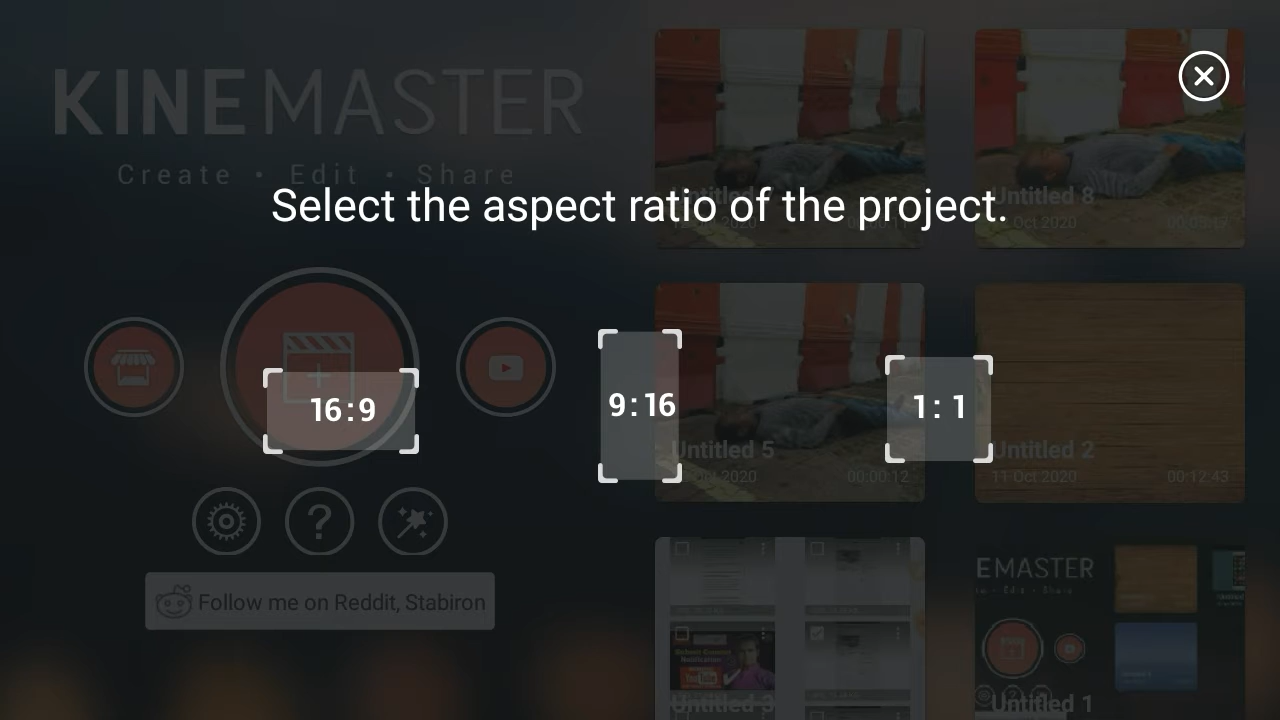 KINEMASTER
Create • Edit • Share
Select the aspect ratio of the project.
Untitled 8
Oct 2020
16:9
9:16
1:1
Untitled 5
Oct 2020
00:00:12
Untitled 2
11 Oct 2020
00:12:43
?
Follow me on Reddit, Stabiron
EMASTER
YouTube
Untitled 3
Untitled 1